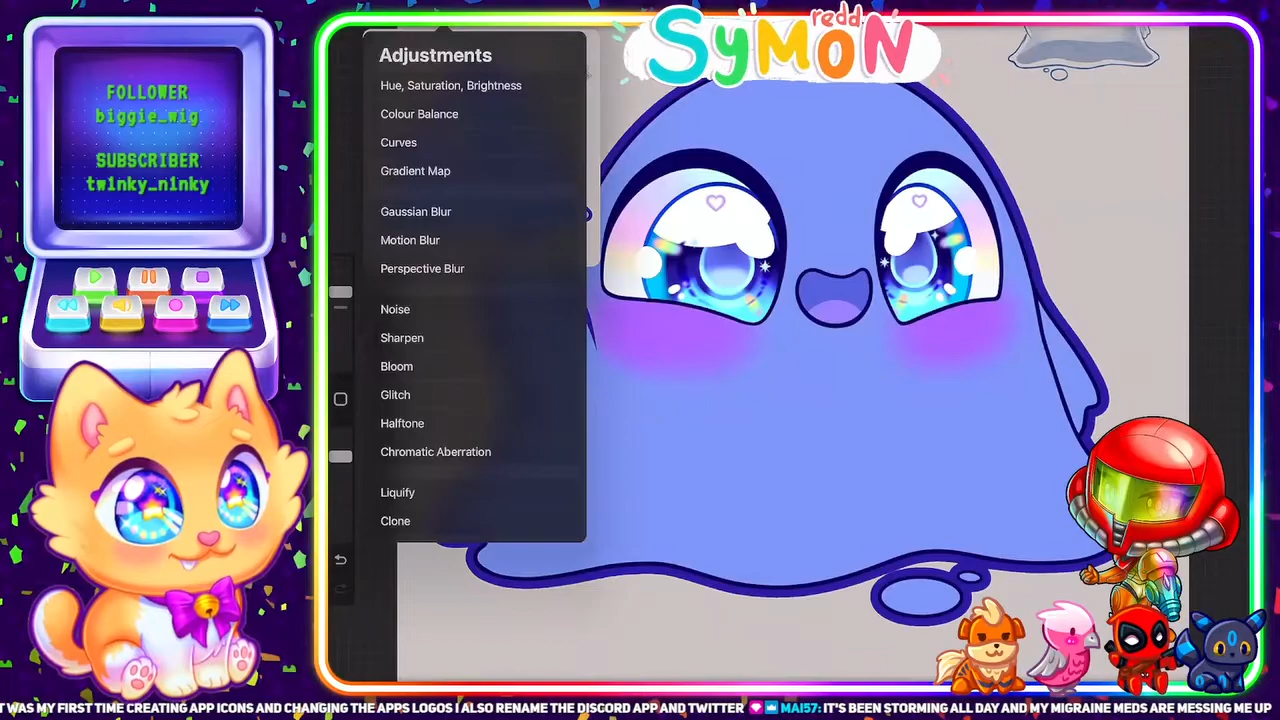 redd
SyMON
FOLLOWER
biggie_wig
SUBSCRIBER
tw1nky_n1nky
Adjustments
Hue, Saturation, Brightness
Colour Balance
Curves
Gradient Map
Gaussian Blur
Motion Blur
Perspective Blur
Noise
Sharpen
Bloom
Glitch
Halftone
Chromatic Aberration
Liquify
Clone
T WAS MY FIRST TIME CREATING APP ICONS AND CHANGING THE APPS LOGOS I ALSO RENAME THE DISCORD APP AND TWITTER MAI57: IT'S BEEN STORMING ALL DAY AND MY MIGRAINE MEDS ARE MESSING ME UP